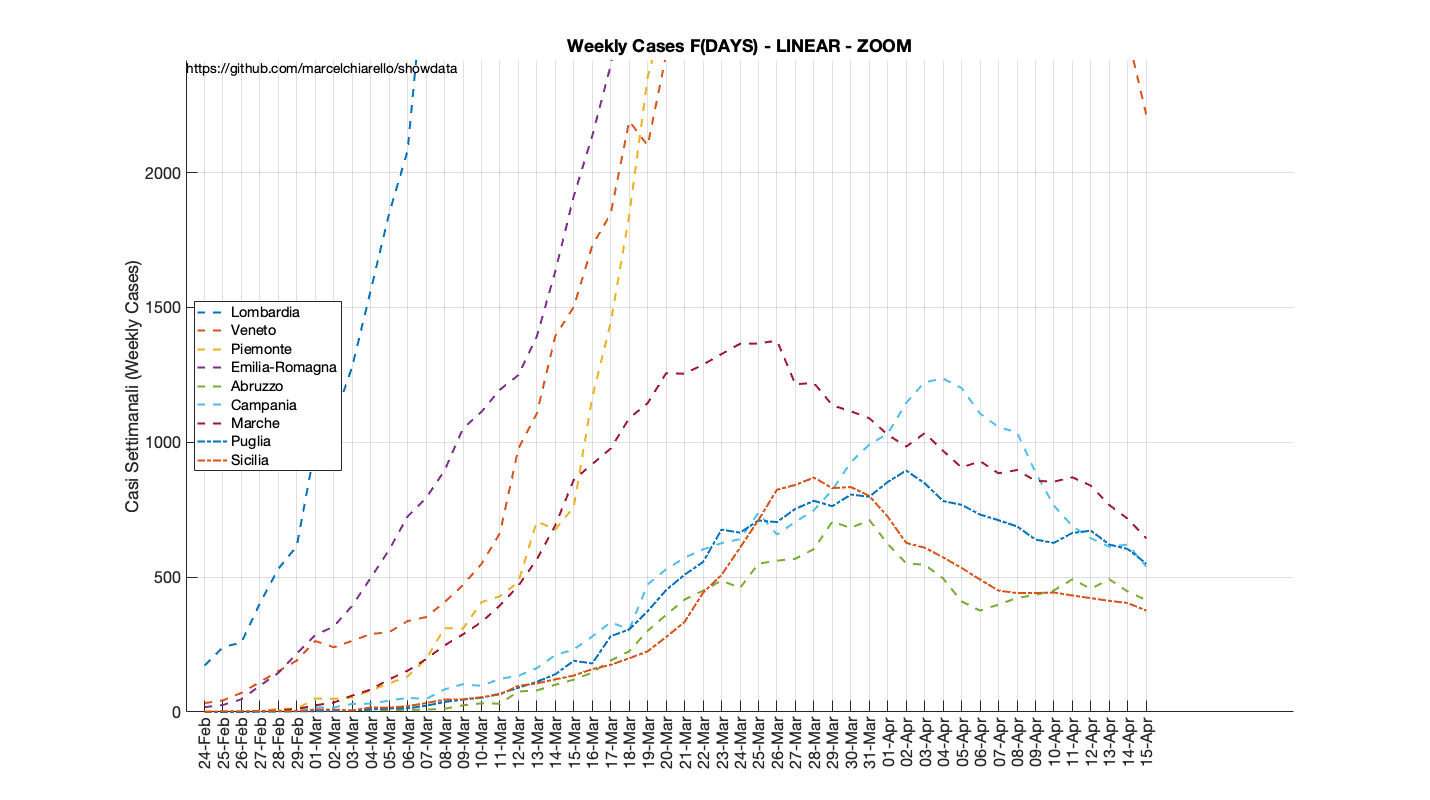 Weekly Cases F(DAYS) - LINEAR - ZOOM
https://github.com/marcelchiarello/showdata
Casi Settimanali (Weekly Cases)
2000
1500
1000
500
0
Lombardia
Veneto
Piemonte
Emilia-Romagna
Abruzzo
Campania
Marche
Puglia
Sicilia
24-Feb
25-Feb
26-Feb
27-Feb
28-Feb
29-Feb
01-Mar
02-Mar
03-Mar
04-Mar
05-Mar
06-Mar
07-Mar
08-Mar
09-Mar
10-Mar
11-Mar
12-Mar
13-Mar
14-Mar
15-Mar
16-Mar
17-Mar
18-Mar
19-Mar
20-Mar
21-Mar
22-Mar
23-Mar
24-Mar
25-Mar
26-Mar
27-Mar
28-Mar
29-Mar
30-Mar
31-Mar
01-Apr
02-Apr
03-Apr
04-Apr
05-Apr
06-Apr
07-Apr
08-Apr
09-Apr
10-Apr
11-Apr
12-Apr
13-Apr
14-Apr
15-Apr